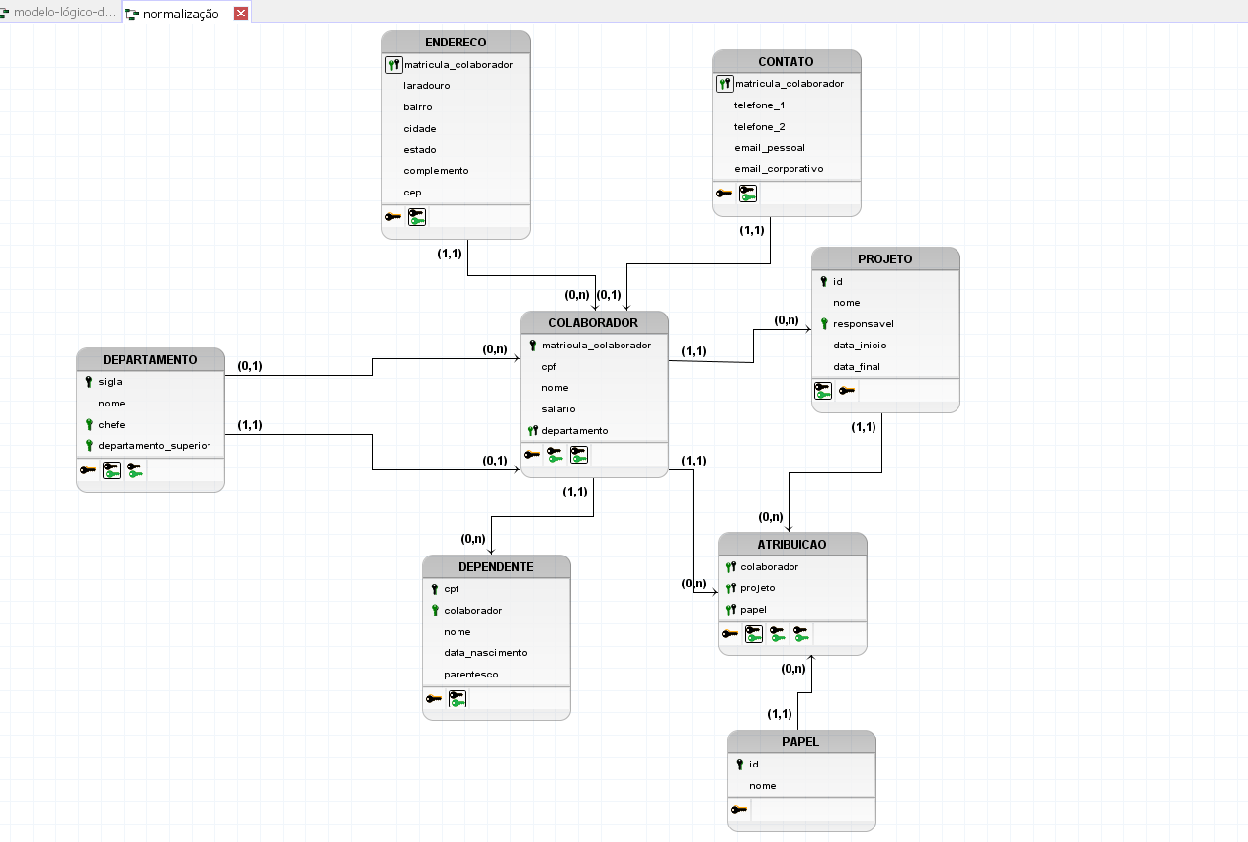 modelo-lógico-d...
normalização
ENDERECO
matricula_colaborador
laradouro
bairro
cidade
estado
complemento
cep
CONTATO
matricula_colaborador
telefone_1
telefone_2
email_pessoal
email_corporativo
(1,1)
(1,1)
(0,n)
(0,1)
PROJETO
id
nome
responsavel
data_inicio
data_final
(0,n)
(1,1)
COLABORADOR
matricula_colaborador
cpf
nome
salario
departamento
(1,1)
DEPARTAMENTO
sigla
nome
chefe
departamento_superior
(0,1)
(0,n)
(1,1)
(0,1)
(1,1)
(1,1)
(0,n)
(0,n)
(0,n)
DEPENDENTE
cpf
colaborador
nome
data_nascimento
parentesco
ATRIBUICAO
colaborador
projeto
papel
(0,n)
(1,1)
PAPEL
id
nome